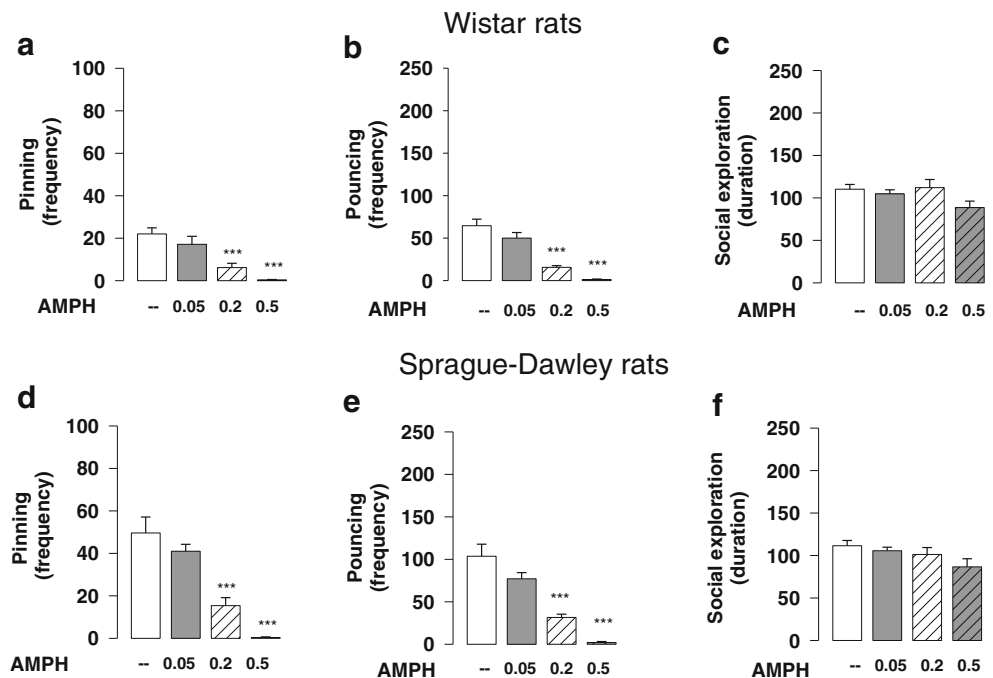 Wistar rats
a
Pinning
(frequency)
100
80
60
40
20
0
*** ***
AMPH -- 0.05 0.2 0.5
b
Pouncing
(frequency)
250
200
150
100
50
0
*** ***
AMPH -- 0.05 0.2 0.5
c
Social exploration
(duration)
250
200
150
100
50
0
AMPH -- 0.05 0.2 0.5
Sprague-Dawley rats
d
Pinning
(frequency)
100
80
60
40
20
0
*** ***
AMPH -- 0.05 0.2 0.5
e
Pouncing
(frequency)
250
200
150
100
50
0
*** ***
AMPH -- 0.05 0.2 0.5
f
Social exploration
(duration)
250
200
150
100
50
0
AMPH -- 0.05 0.2 0.5